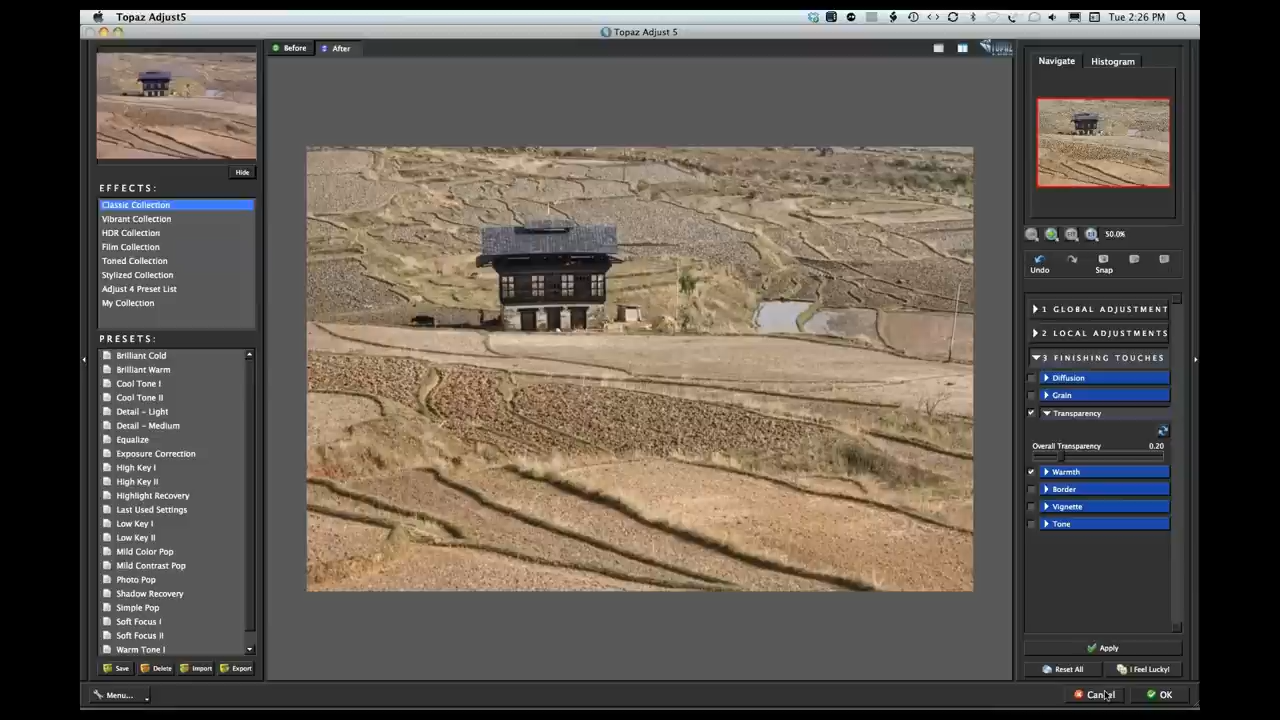 Topaz Adjust5
Tue 2:26 PM
Topaz Adjust 5
Before
After
TOPAZ
Navigate
Histogram
Hide
50.0%
Undo
Snap
EFFECTS:
Classic Collection
Vibrant Collection
HDR Collection
Film Collection
Toned Collection
Stylized Collection
Adjust 4 Preset List
My Collection
PRESETS:
Brilliant Cold
Brilliant Warm
Cool Tone I
Cool Tone II
Detail - Light
Detail - Medium
Equalize
Exposure Correction
High Key I
High Key II
Highlight Recovery
Last Used Settings
Low Key I
Low Key II
Mild Color Pop
Mild Contrast Pop
Photo Pop
Shadow Recovery
Simple Pop
Soft Focus I
Soft Focus II
Warm Tone I
Save
Delete
Import
Export
Menu...
1 GLOBAL ADJUSTMENT
2 LOCAL ADJUSTMENTS
3 FINISHING TOUCHES
Diffusion
Grain
Transparency
Overall Transparency 0.20
Warmth
Border
Vignette
Tone
Apply
Reset All
I Feel Lucky!
Cancel
OK